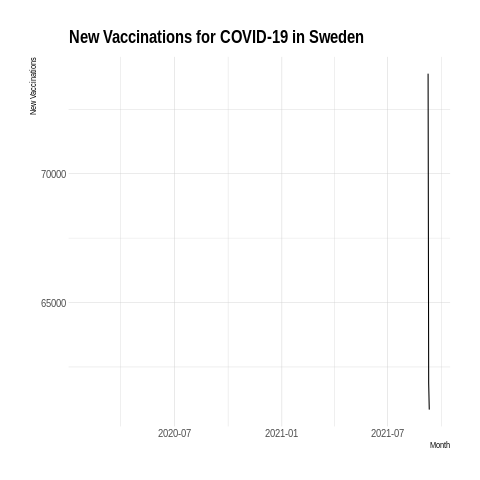 New Vaccinations for COVID-19 in Sweden
New Vaccinations
70000
65000
2020-07
2021-01
2021-07
Month